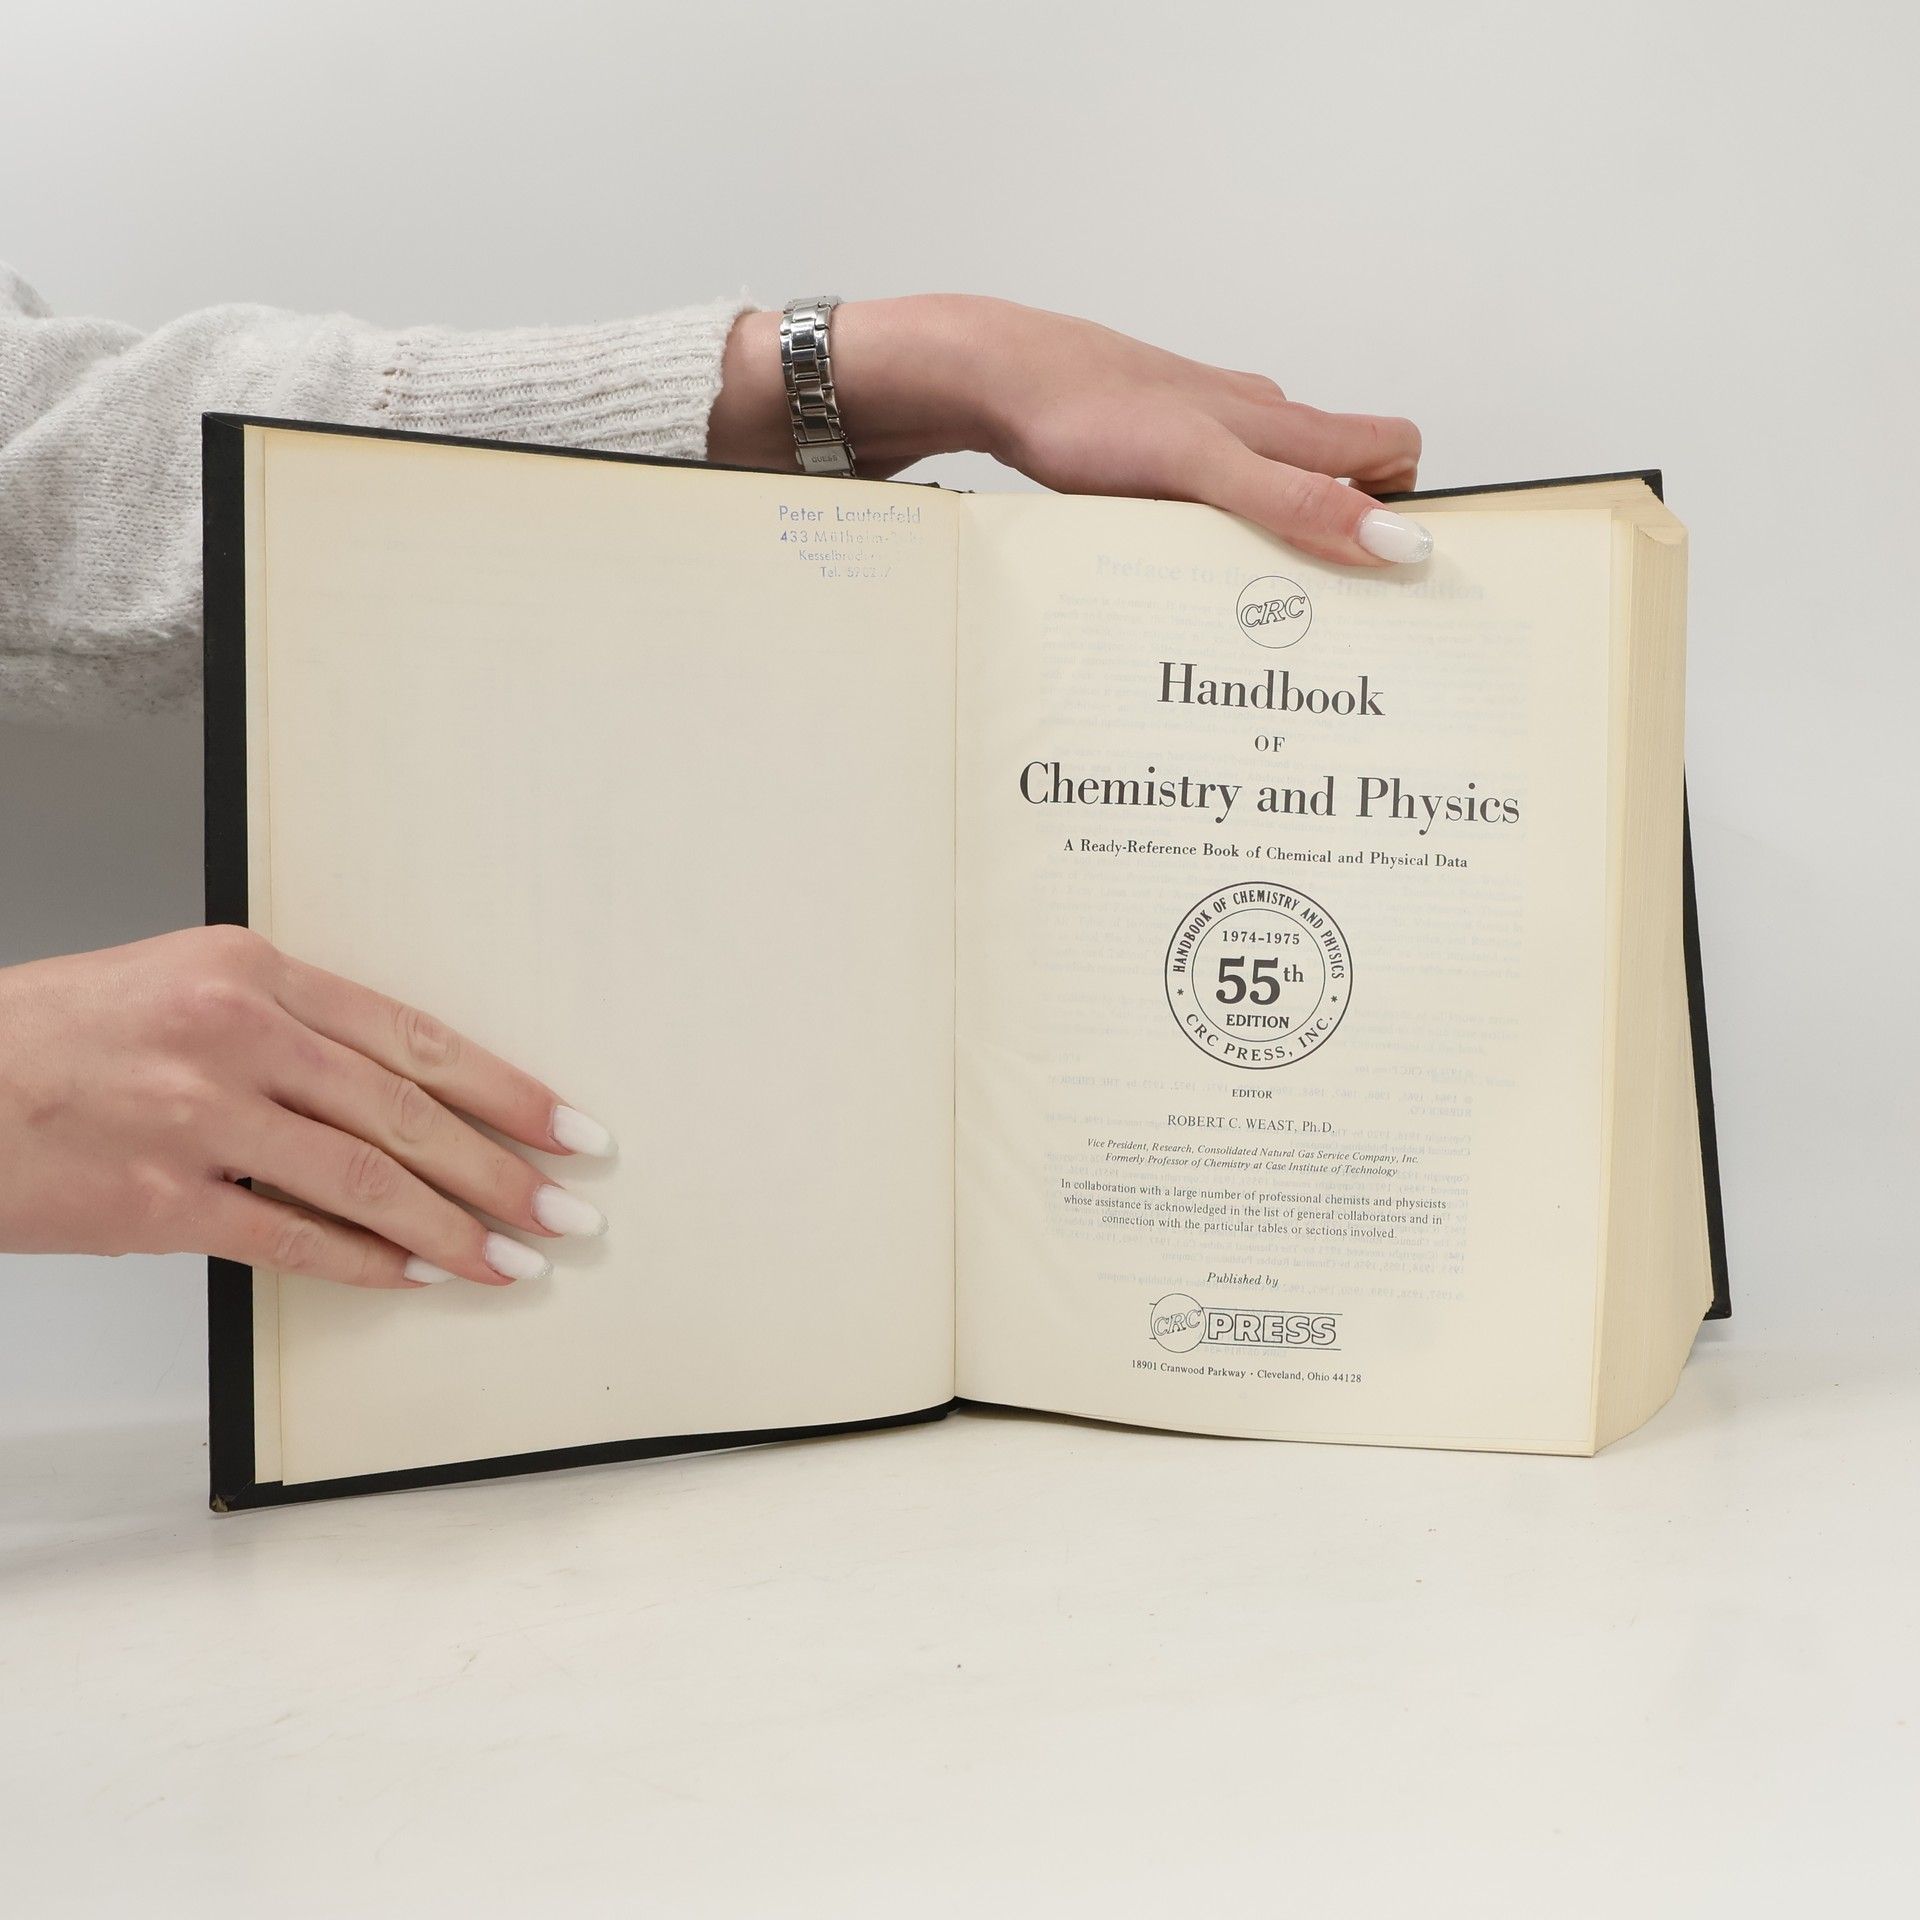 GUESS
Peter Lauterfeld
433 Mülheim-
Tel.
CRC
Handbook
OF
Chemistry and Physics
A Ready-Reference Book of Chemical and Physical Data
HANDBOOK OF CHEMISTRY AND PHYSICS
1974-1975
55th
EDITION
* CRC PRESS, INC. *
EDITOR
ROBERT C. WEAST, Ph.D.
Vice President, Research, Consolidated Natural Gas Service Company, Inc.
Formerly Professor of Chemistry at Case Institute of Technology
In collaboration with a large number of professional chemists and physicists
whose assistance is acknowledged in the list of general collaborators and in
connection with the particular tables or sections involved.
Published by
CRC PRESS
18901 Cranwood Parkway · Cleveland, Ohio 44128